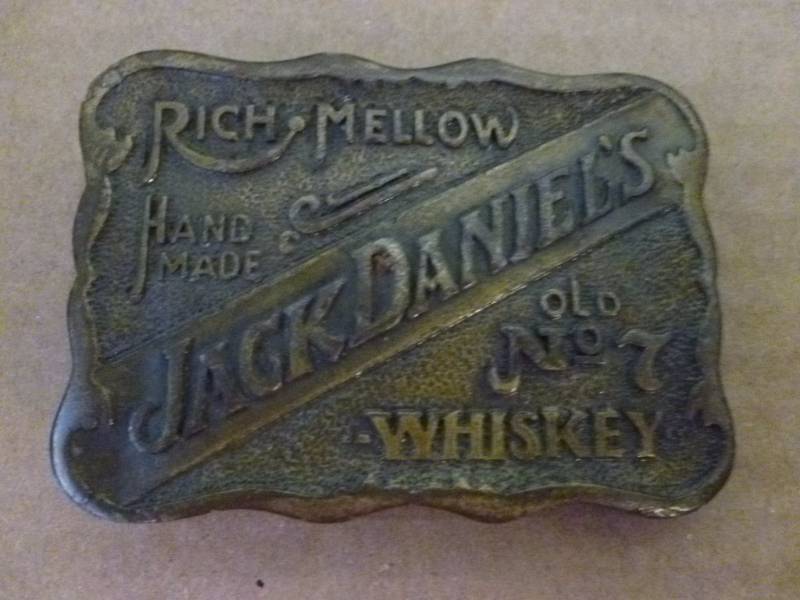 RICH MELLOW
HAND
MADE
JACK DANIEL'S
OLD
No 7
WHISKEY